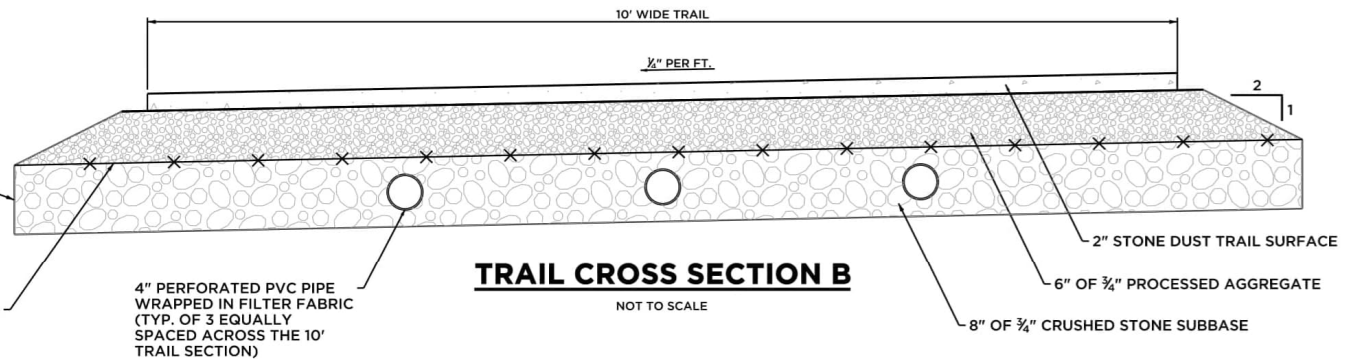 10' WIDE TRAIL
¼" PER FT.
2
1
2" STONE DUST TRAIL SURFACE
6" OF ¾" PROCESSED AGGREGATE
8" OF ¾" CRUSHED STONE SUBBASE
4" PERFORATED PVC PIPE
WRAPPED IN FILTER FABRIC
(TYP. OF 3 EQUALLY
SPACED ACROSS THE 10'
TRAIL SECTION)
TRAIL CROSS SECTION B
NOT TO SCALE